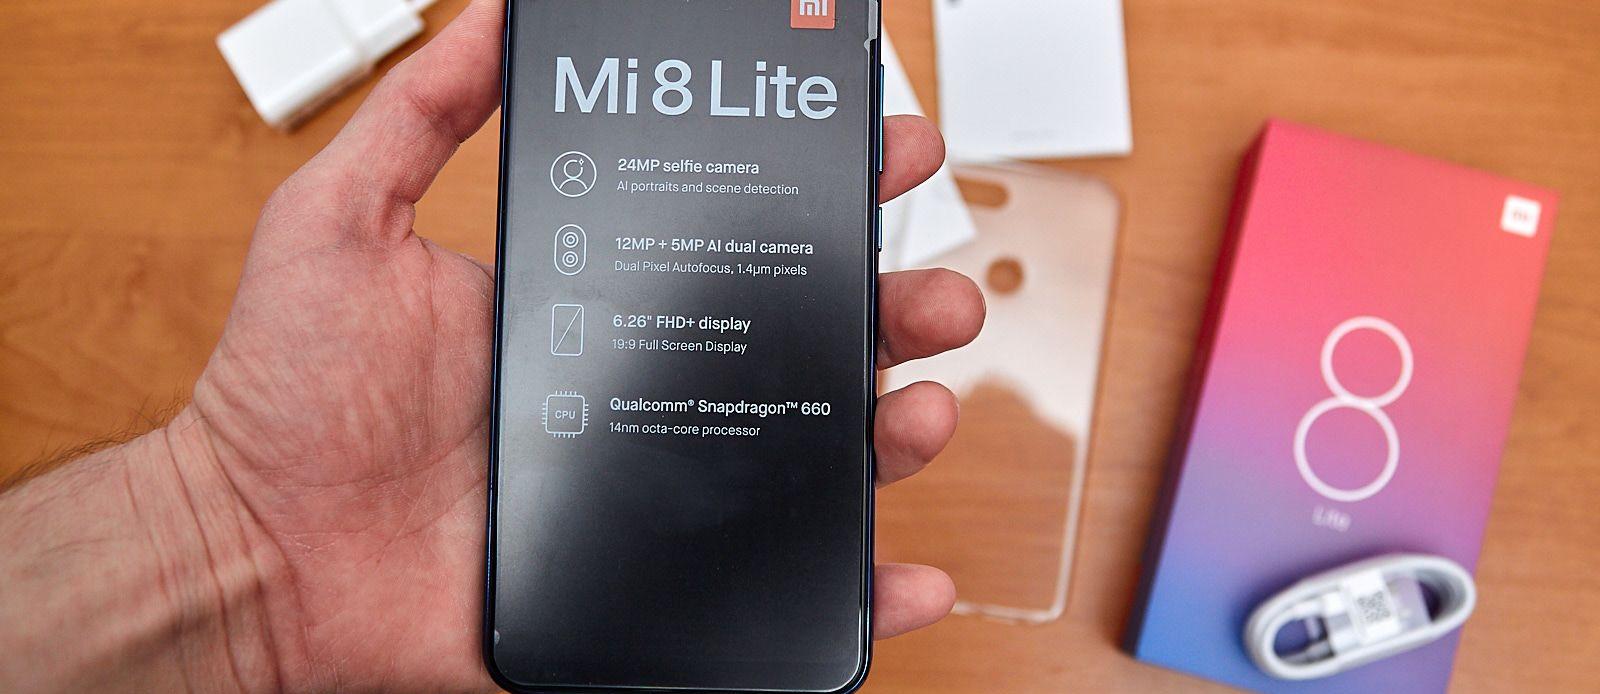 mi
Mi 8 Lite
24MP selfie camera
AI portraits and scene detection
12MP + 5MP AI dual camera
Dual Pixel Autofocus, 1.4μm pixels
6.26" FHD+ display
19:9 Full Screen Display
CPU
Qualcomm® Snapdragon™ 660
14nm octa-core processor
mi
8
Lite